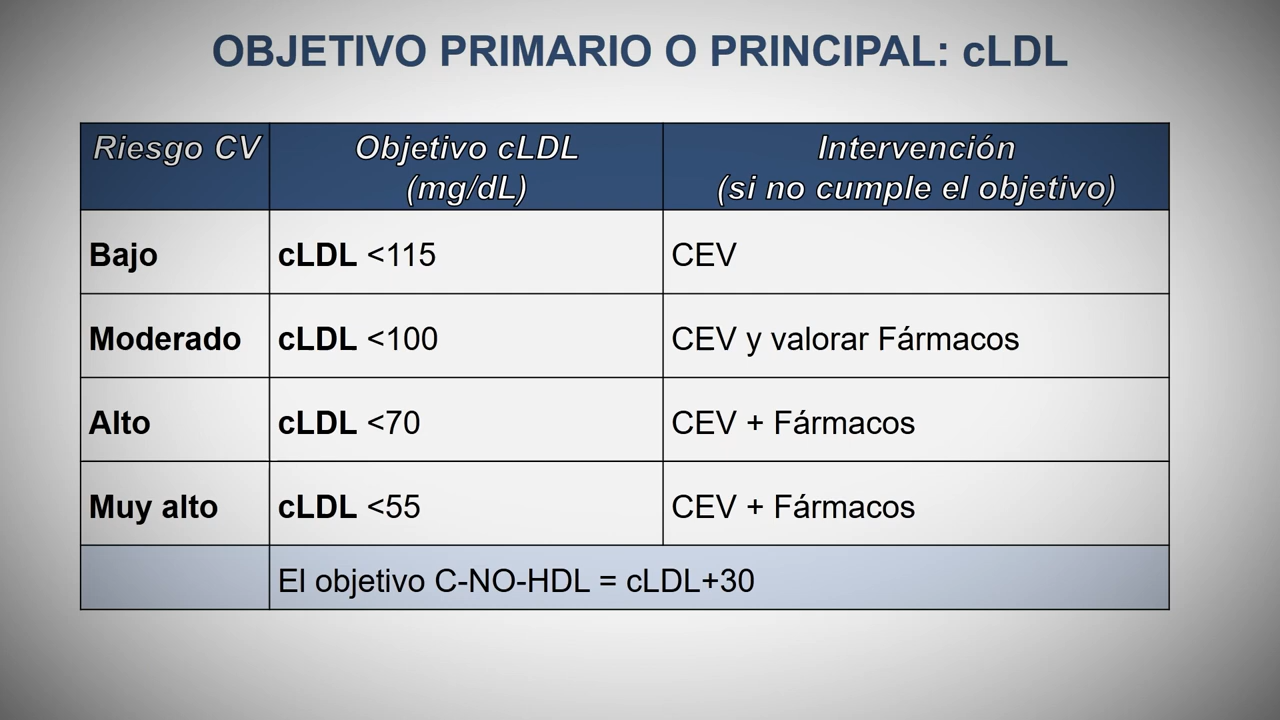 OBJETIVO PRIMARIO O PRINCIPAL: cLDL
Riesgo CV
Objetivo cLDL
(mg/dL)
Intervención
(si no cumple el objetivo)
Bajo
cLDL <115
CEV
Moderado
cLDL <100
CEV y valorar Fármacos
Alto
cLDL <70
CEV + Fármacos
Muy alto
cLDL <55
CEV + Fármacos
El objetivo C-NO-HDL = cLDL+30